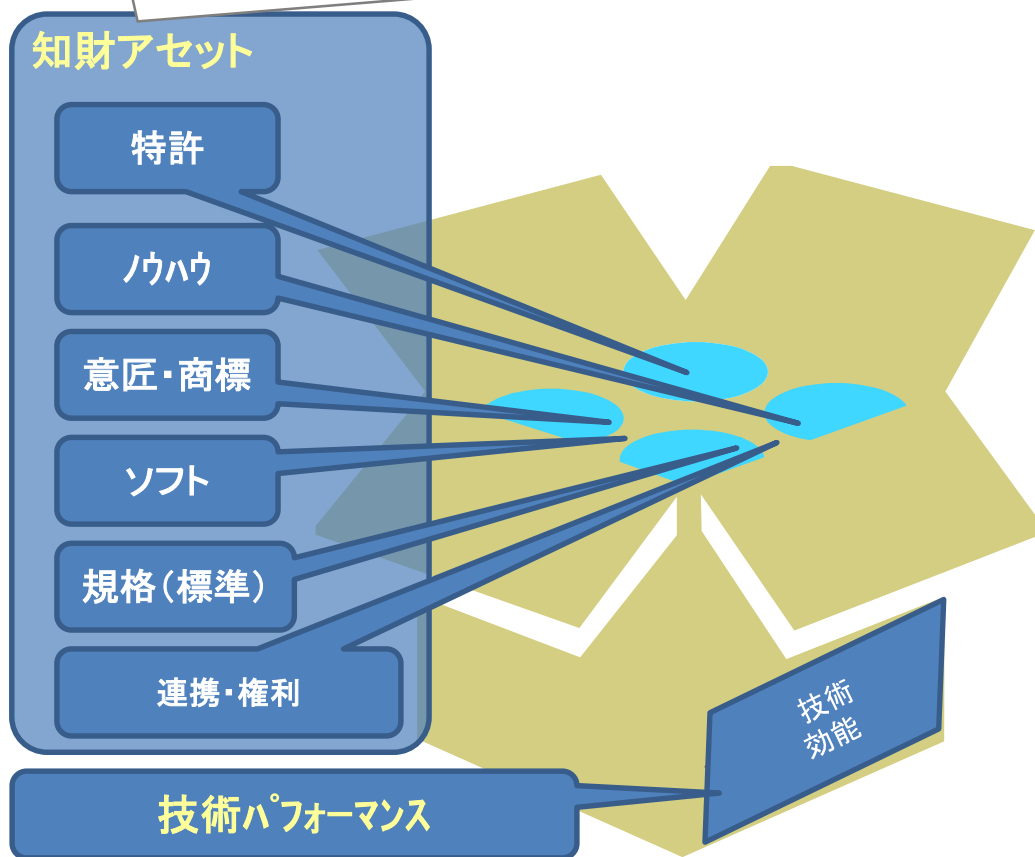 知財アセット
特許
ノウハウ
意匠・商標
ソフト
規格(標準)
連携・権利
技術
効能
技術パフォーマンス